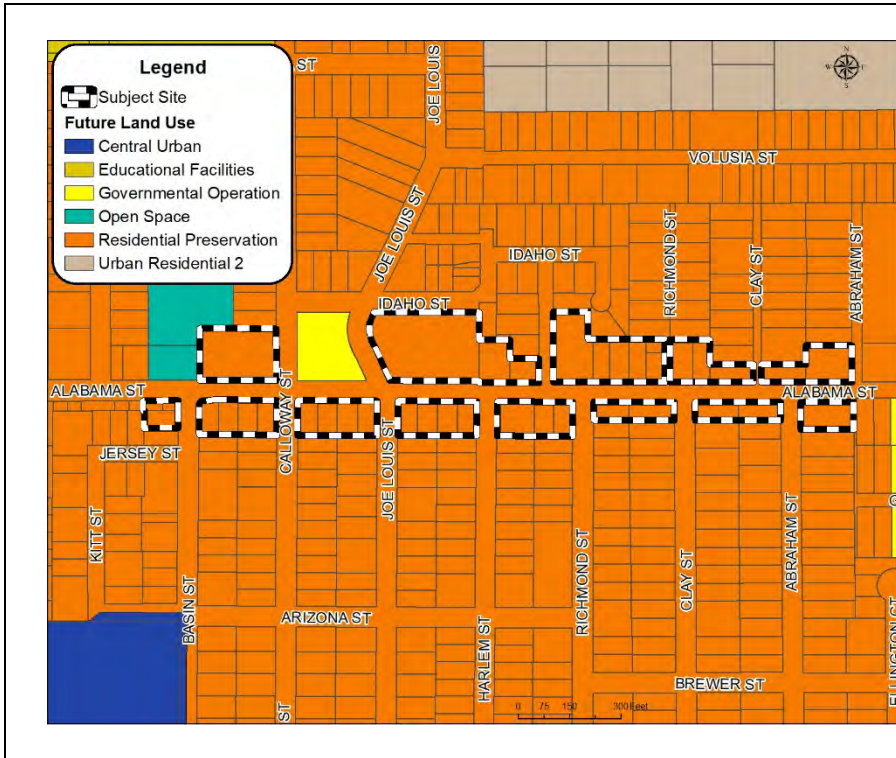 Legend
Subject Site
Future Land Use
Central Urban
Educational Facilities
Governmental Operation
Open Space
Residential Preservation
Urban Residential 2
ST
JOE LOUIS
N
W
E
S
VOLUSIA ST
JOE LOUIS ST
IDAHO ST
RICHMOND ST
CLAY ST
ABRAHAM ST
IDAHO ST
ALABAMA ST
CALLOWAY ST
ALABAMA ST
JERSEY ST
KITT ST
JOE LOUIS ST
BASIN ST
ARIZONA ST
HARLEM ST
RICHMOND ST
CLAY ST
ABRAHAM ST
BREWER ST
ELLINGTON CT
ST
0 75 150 300 Feet